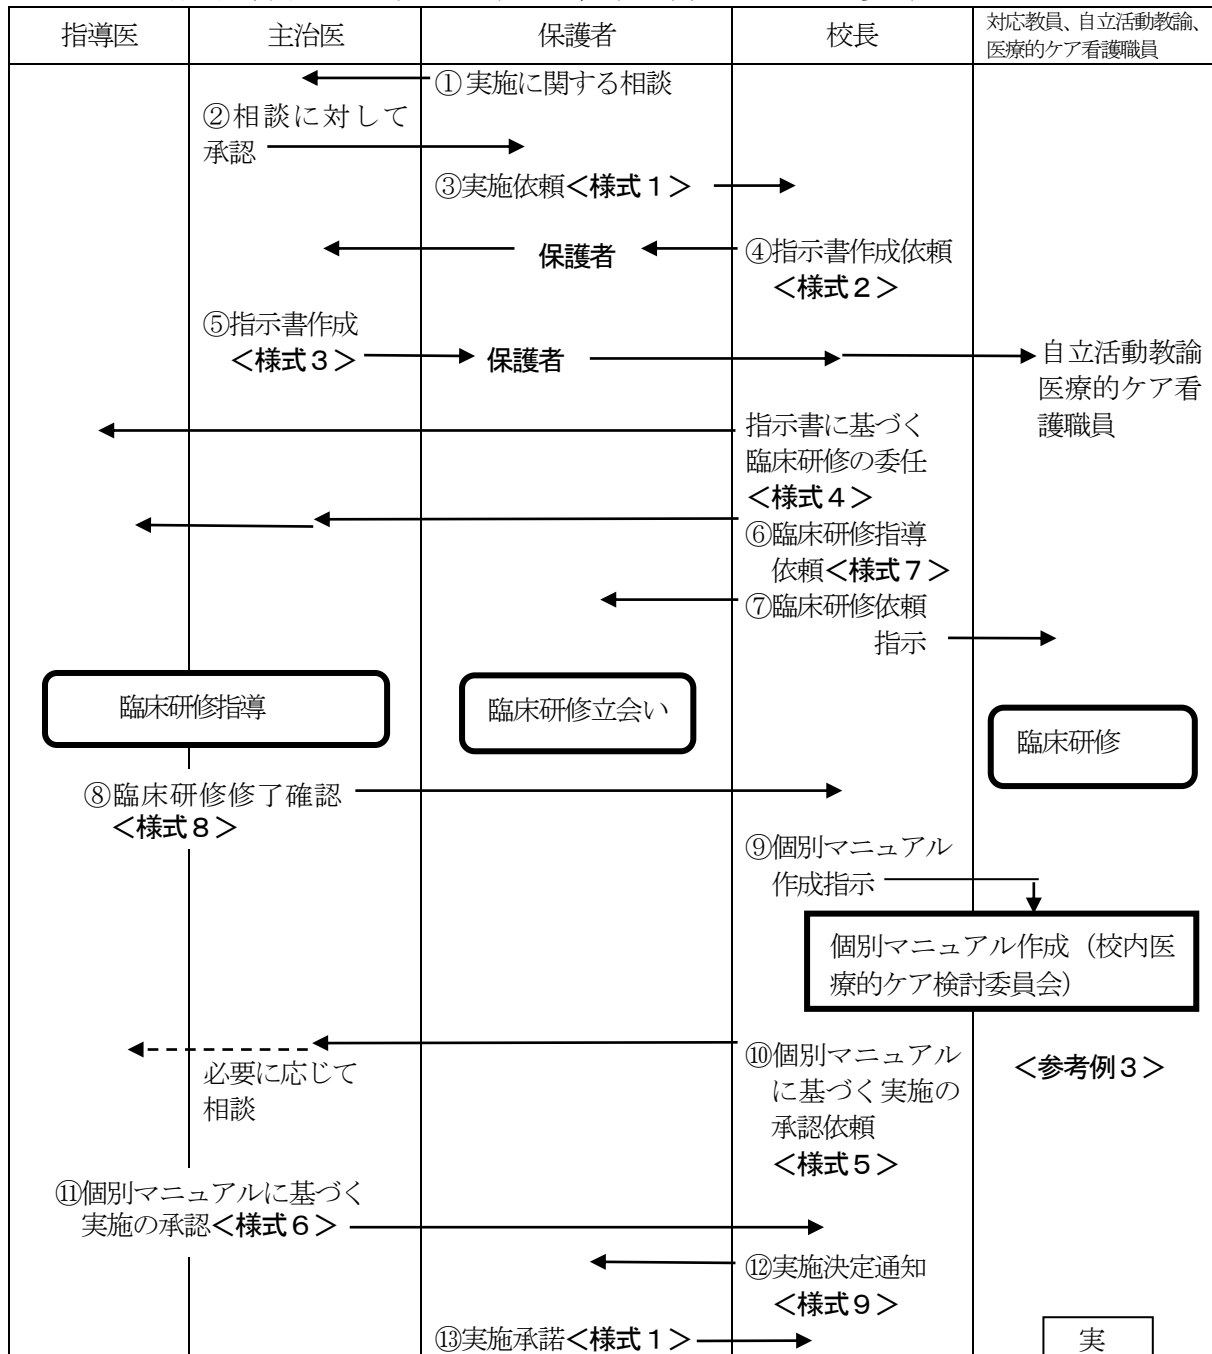 指導医
主治医
保護者
校長
対応教員、自立活動教諭、
医療的ケア看護職員
①実施に関する相談
②相談に対して
承認
③実施依頼＜様式１＞
④指示書作成依頼
＜様式２＞
保護者
⑤指示書作成
＜様式３＞
保護者
自立活動教諭
医療的ケア看
護職員
指示書に基づく
臨床研修の委任
＜様式４＞
⑥臨床研修指導
依頼＜様式７＞
⑦臨床研修依頼
指示
臨床研修指導
臨床研修立会い
臨床研修
⑧臨床研修修了確認
＜様式８＞
⑨個別マニュアル
作成指示
個別マニュアル作成（校内医
療的ケア検討委員会）
必要に応じて
相談
⑩個別マニュアル
に基づく実施の
承認依頼
＜様式５＞
＜参考例３＞
⑪個別マニュアルに基づく
実施の承認＜様式６＞
⑫実施決定通知
＜様式９＞
⑬実施承諾＜様式１＞
実